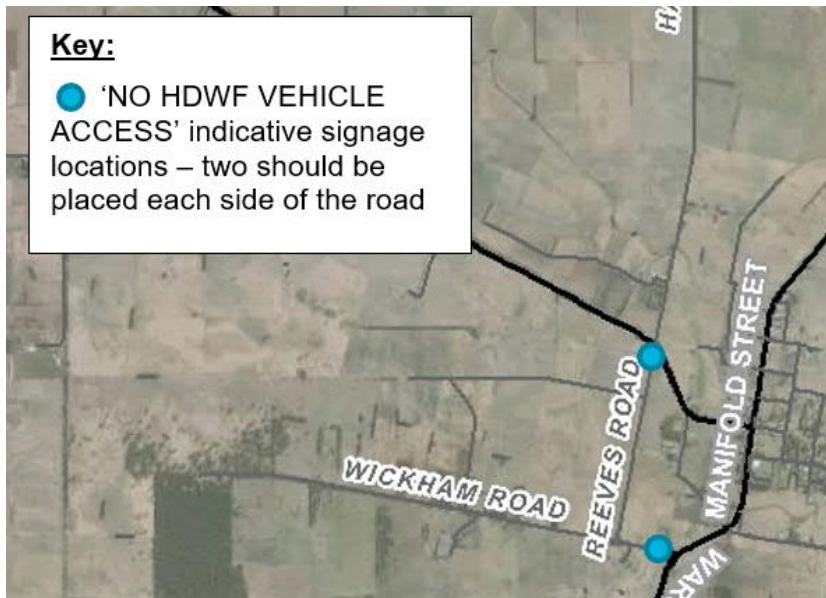 Key:
‘NO HDWF VEHICLE
ACCESS’ indicative signage
locations – two should be
placed each side of the road
MANIFOLD STREET
REEVES ROAD
WICKHAM ROAD